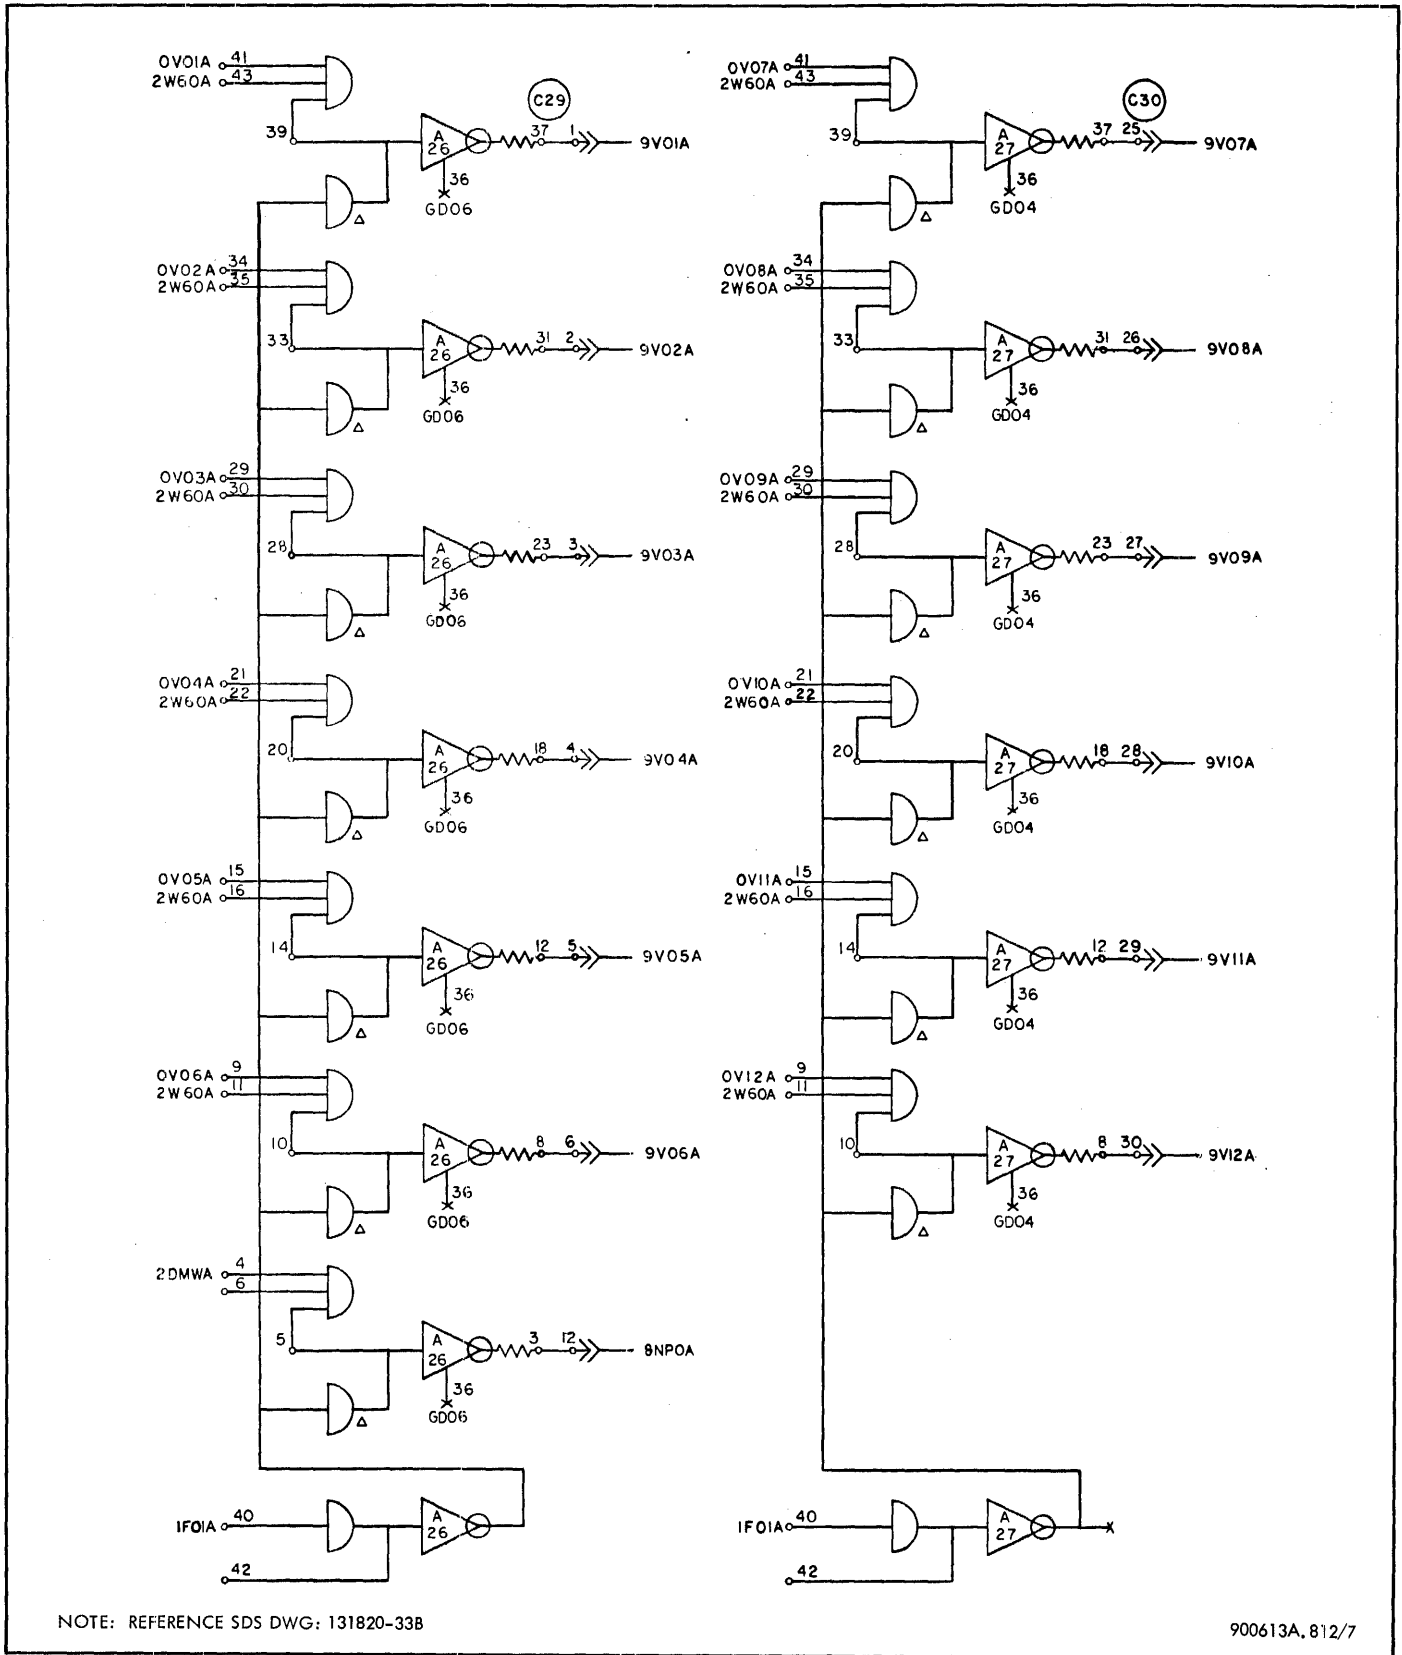 0V01A 41
2W60A 43
C29
39 A 26 37 1 9V01A
36
GD06
0V02A 34
2W60A 35
33 A 26 31 2 9V02A
36
GD06
0V03A 29
2W60A 30
28 A 26 23 3 9V03A
36
GD06
0V04A 21
2W60A 22
20 A 26 18 4 9V04A
36
GD06
0V05A 15
2W60A 16
14 A 26 12 5 9V05A
36
GD06
0V06A 9
2W60A 11
10 A 26 8 6 9V06A
36
GD06
2DMWA 4
6
5 A 26 3 12 8NP0A
36
GD06
1F01A 40 A 26
42
0V07A 41
2W60A 43
C30
39 A 27 37 25 9V07A
36
GD04
0V08A 34
2W60A 35
33 A 27 31 26 9V08A
36
GD04
0V09A 29
2W60A 30
28 A 27 23 27 9V09A
36
GD04
0V10A 21
2W60A 22
20 A 27 18 28 9V10A
36
GD04
0V11A 15
2W60A 16
14 A 27 12 29 9V11A
36
GD04
0V12A 9
2W60A 11
10 A 27 8 30 9V12A
36
GD04
1F01A 40 A 27 X
42
NOTE: REFERENCE SDS DWG: 131820-33B
900613A.812/7